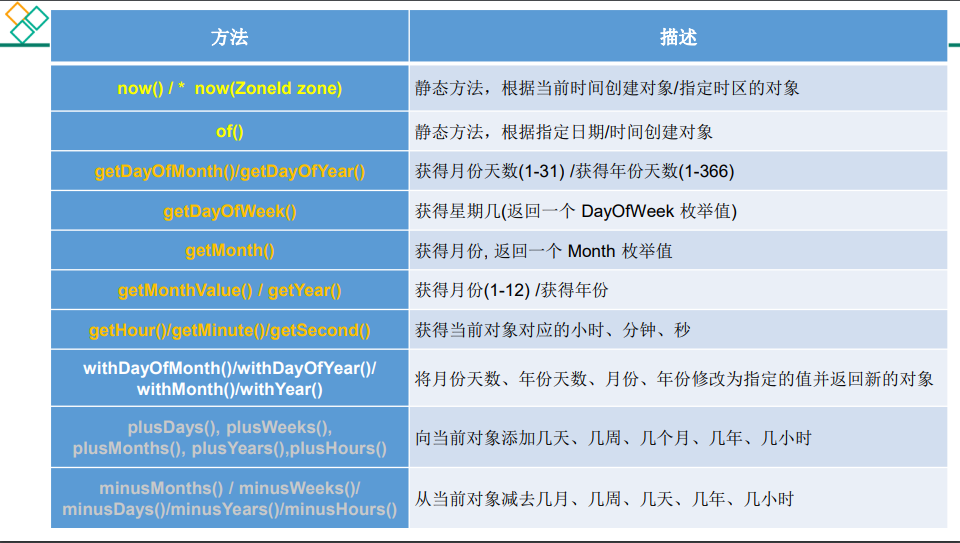 方法 描述
now() / * now(ZoneId zone) 静态方法，根据当前时间创建对象/指定时区的对象
of() 静态方法，根据指定日期/时间创建对象
getDayOfMonth()/getDayOfYear() 获得月份天数(1-31) /获得年份天数(1-366)
getDayOfWeek() 获得星期几(返回一个 DayOfWeek 枚举值)
getMonth() 获得月份, 返回一个 Month 枚举值
getMonthValue() / getYear() 获得月份(1-12) /获得年份
getHour()/getMinute()/getSecond() 获得当前对象对应的小时、分钟、秒
withDayOfMonth()/withDayOfYear()/
withMonth()/withYear() 将月份天数、年份天数、月份、年份修改为指定的值并返回新的对象
plusDays(), plusWeeks(),
plusMonths(), plusYears(),plusHours() 向当前对象添加几天、几周、几个月、几年、几小时
minusMonths() / minusWeeks()/
minusDays()/minusYears()/minusHours() 从当前对象减去几月、几周、几天、几年、几小时